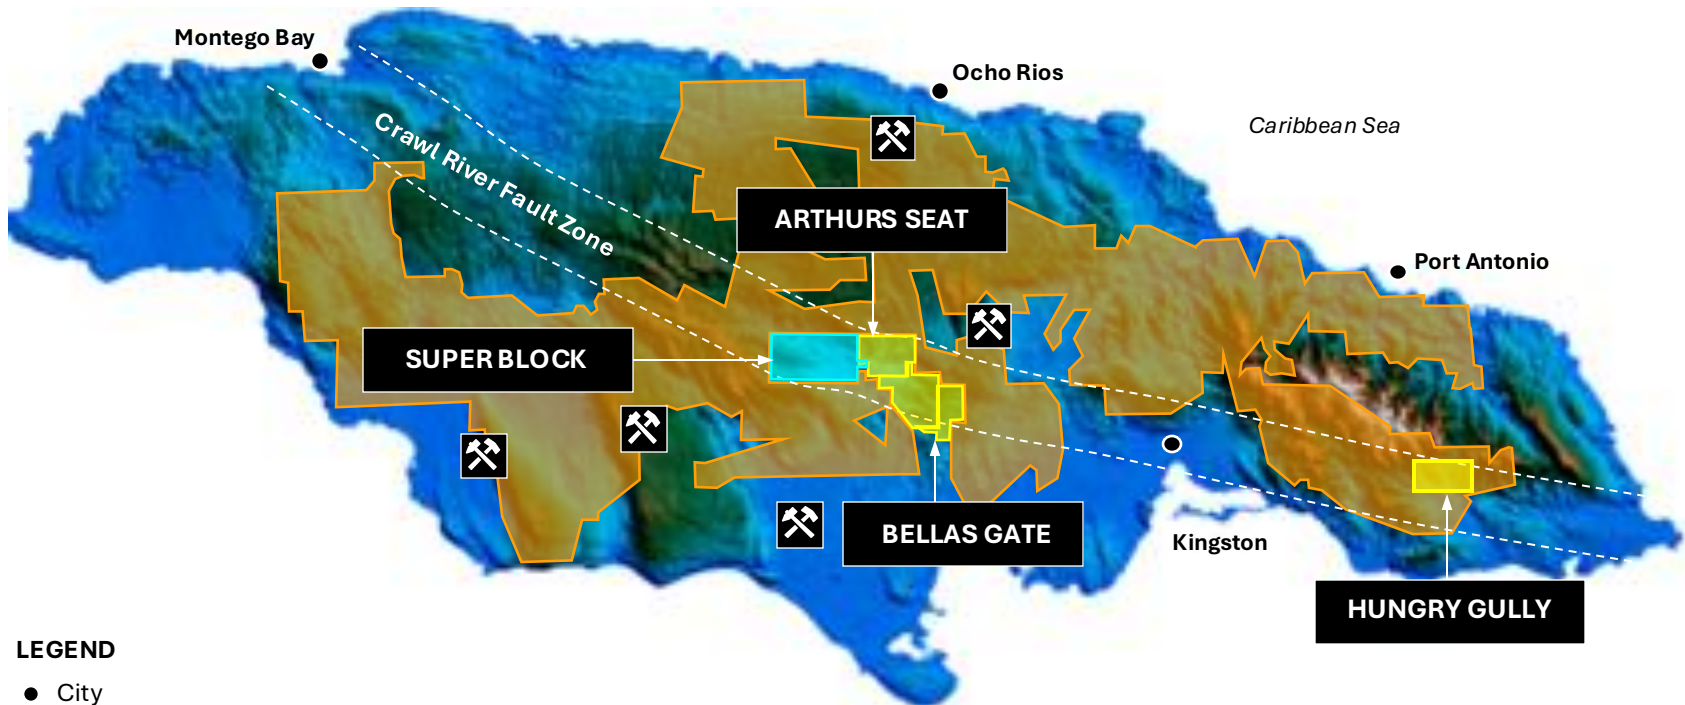 Montego Bay
Ocho Rios
Caribbean Sea
Crawl River Fault Zone
ARTHURS SEAT
Port Antonio
SUPER BLOCK
BELLAS GATE
Kingston
HUNGRY GULLY
LEGEND
City